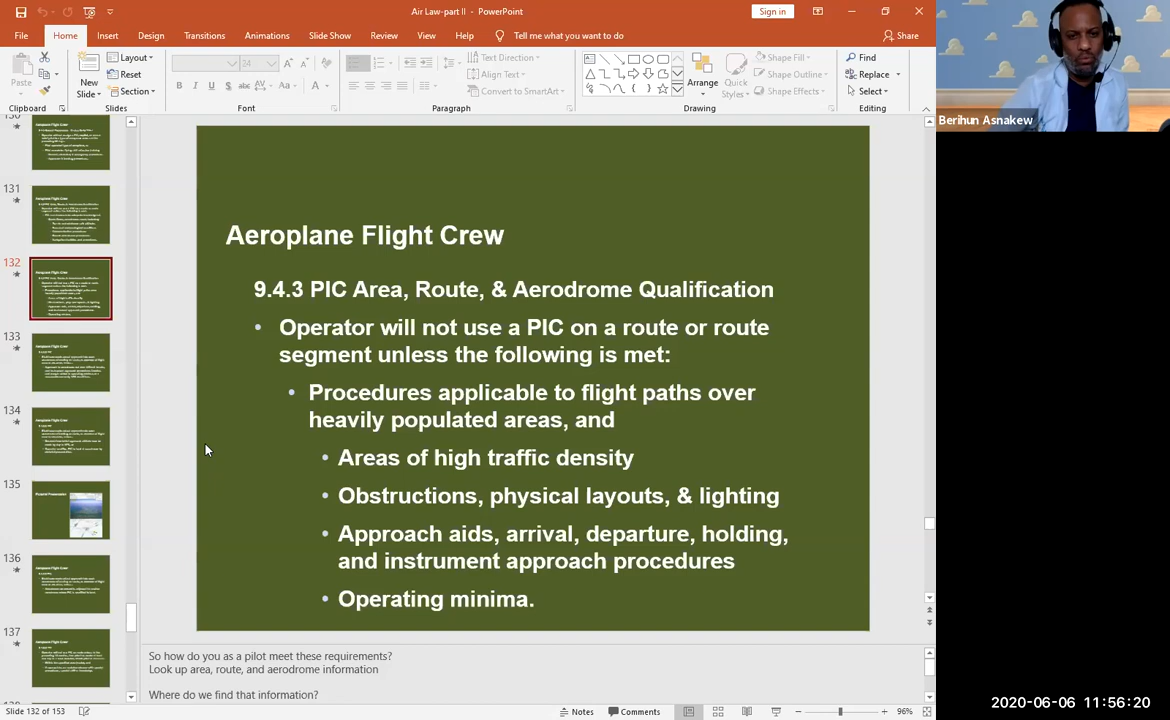 Air Law-part II - PowerPoint
Sign in
File Home Insert Design Transitions Animations Slide Show Review View Help Tell me what you want to do Share
Paste
New Slide
Layout
Reset
Section
24
B I U S abc AV Aa A
Text Direction
Align Text
Convert to SmartArt
Arrange
Quick Styles
Shape Fill
Shape Outline
Shape Effects
Find
Replace
Select
Clipboard Slides Font Paragraph Drawing Editing
Berihun Asnakew
130
131
132
133
134
135
136
137
Aeroplane Flight Crew
9.4.3 PIC Area, Route, & Aerodrome Qualification
• Operator will not use a PIC on a route or route
segment unless the following is met:
• Procedures applicable to flight paths over
heavily populated areas, and
• Areas of high traffic density
• Obstructions, physical layouts, & lighting
• Approach aids, arrival, departure, holding,
and instrument approach procedures
• Operating minima.
So how do you as a pilot meet these requirements?
Look up area, route, and aerodrome information
Where do we find that information?
Slide 132 of 153
Notes
Comments
96%
2020-06-06 11:56:20